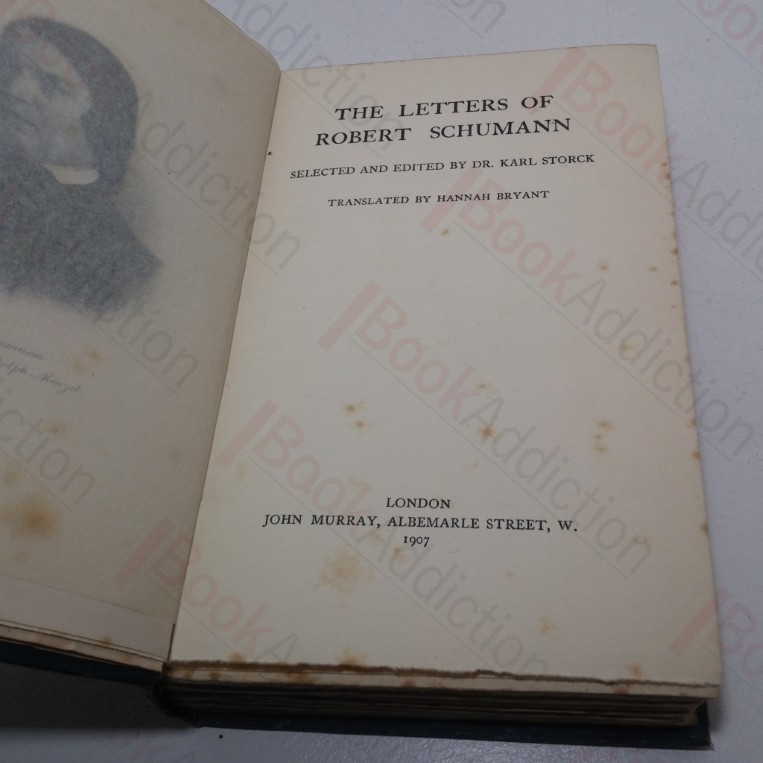 THE LETTERS OF
ROBERT SCHUMANN
SELECTED AND EDITED BY DR. KARL STORCK
TRANSLATED BY HANNAH BRYANT
LONDON
JOHN MURRAY, ALBEMARLE STREET, W.
1907
BookAddiction